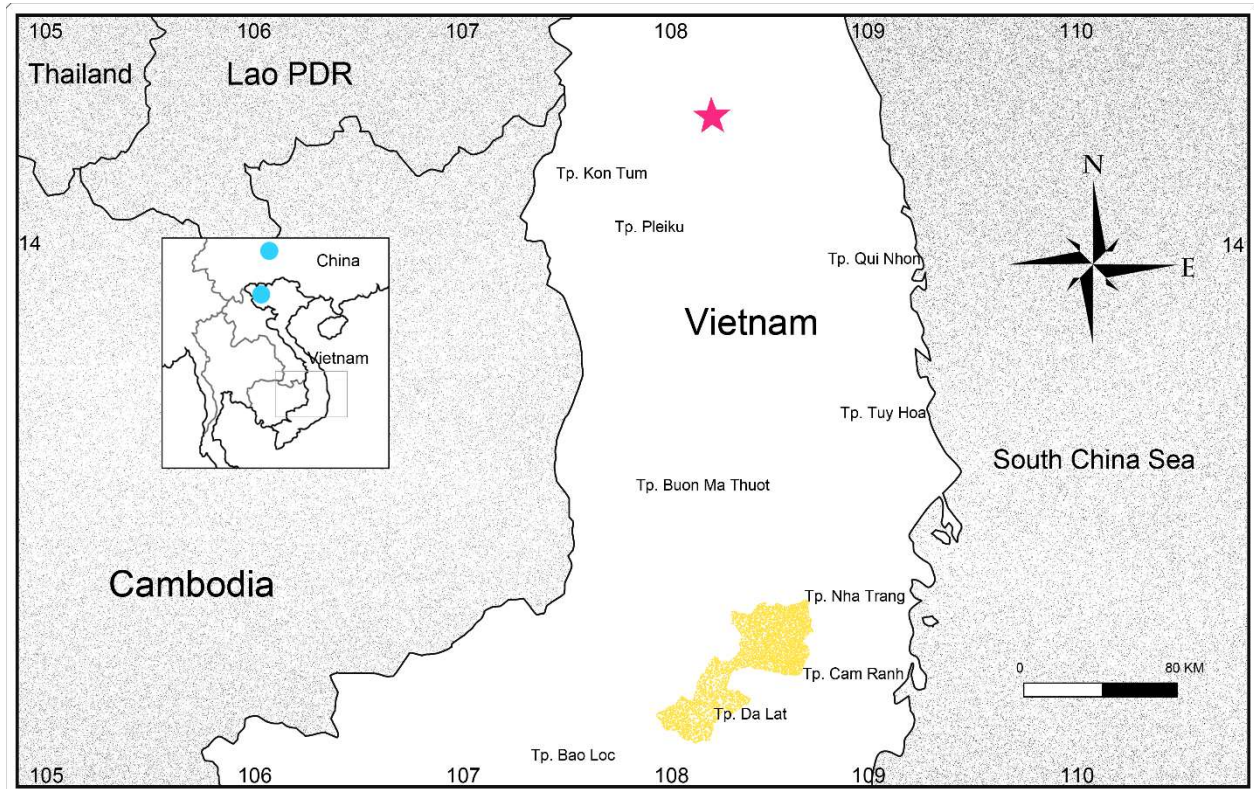 105
106
107
108
109
110
Thailand
Lao PDR
N
Tp. Kon Tum
Tp. Pleiku
14
14
Tp. Qui Nhon
E
China
Vietnam
Vietnam
Tp. Tuy Hoa
South China Sea
Tp. Buon Ma Thuot
Cambodia
Tp. Nha Trang
0
80 KM
Tp. Cam Ranh
Tp. Da Lat
Tp. Bao Loc
105
106
107
108
109
110